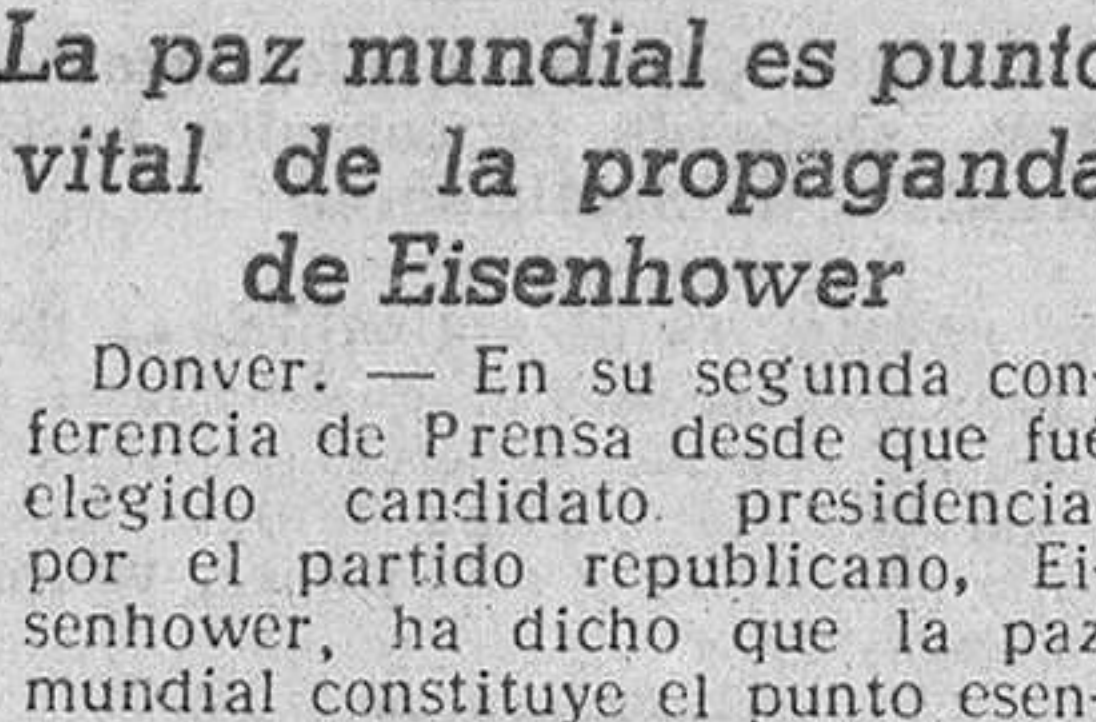 La paz mundial es punto
vital de la propaganda
de Eisenhower
Donver. — En su segunda con-
ferencia de Prensa desde que fué
elegido candidato presidencial
por el partido republicano, Ei-
senhower, ha dicho que la paz
mundial constituye el punto esen-